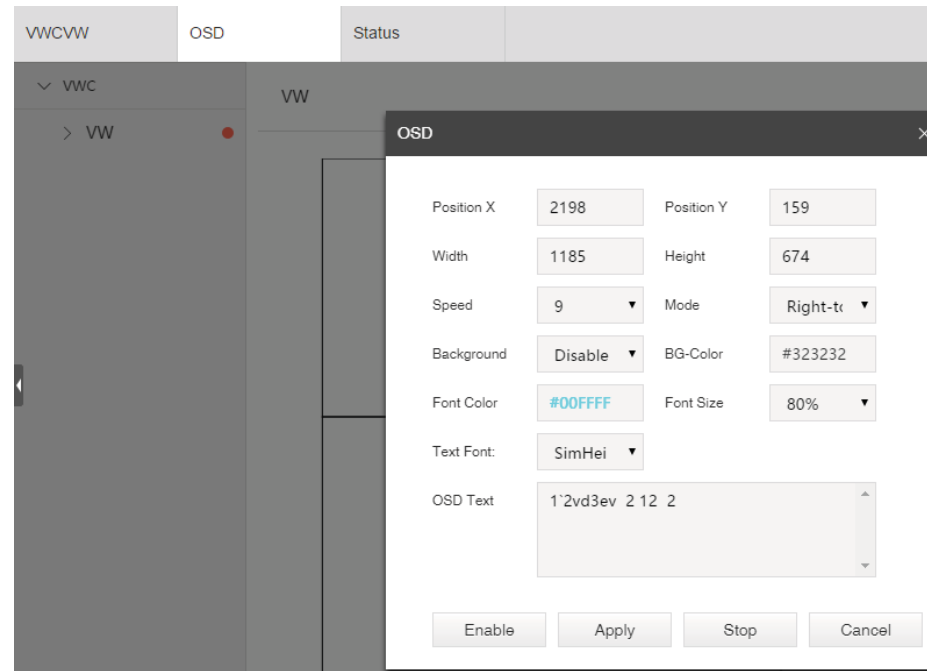 VWCVW OSD Status
VWC
VW
VW
OSD
Position X 2198 Position Y 159
Width 1185 Height 674
Speed 9 Mode Right-to
Background Disable BG-Color #323232
Font Color #00FFFF Font Size 80%
Text Font: SimHei
OSD Text 1`2vd3ev 2 12 2
Enable Apply Stop Cancel